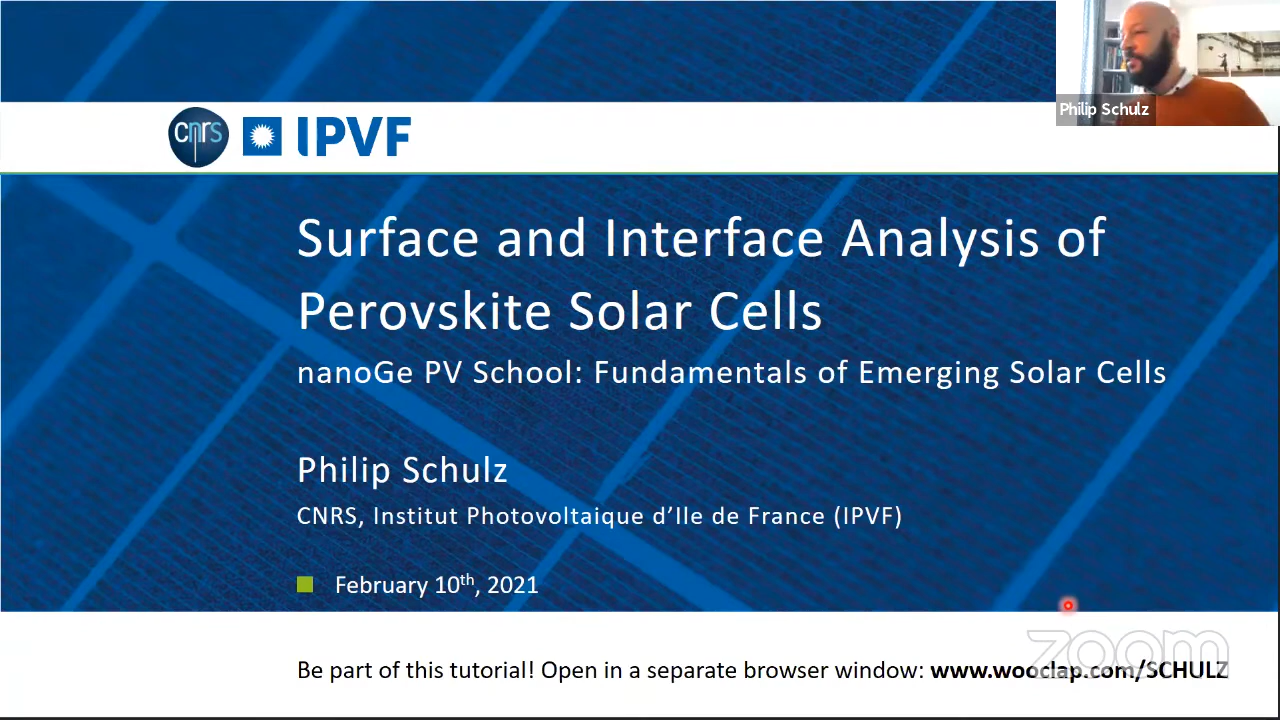 Philip Schulz
cnrs IPVF
Surface and Interface Analysis of
Perovskite Solar Cells
nanoGe PV School: Fundamentals of Emerging Solar Cells
Philip Schulz
CNRS, Institut Photovoltaique d’Ile de France (IPVF)
February 10th, 2021
zoom
Be part of this tutorial! Open in a separate browser window: www.wooclap.com/SCHULZ